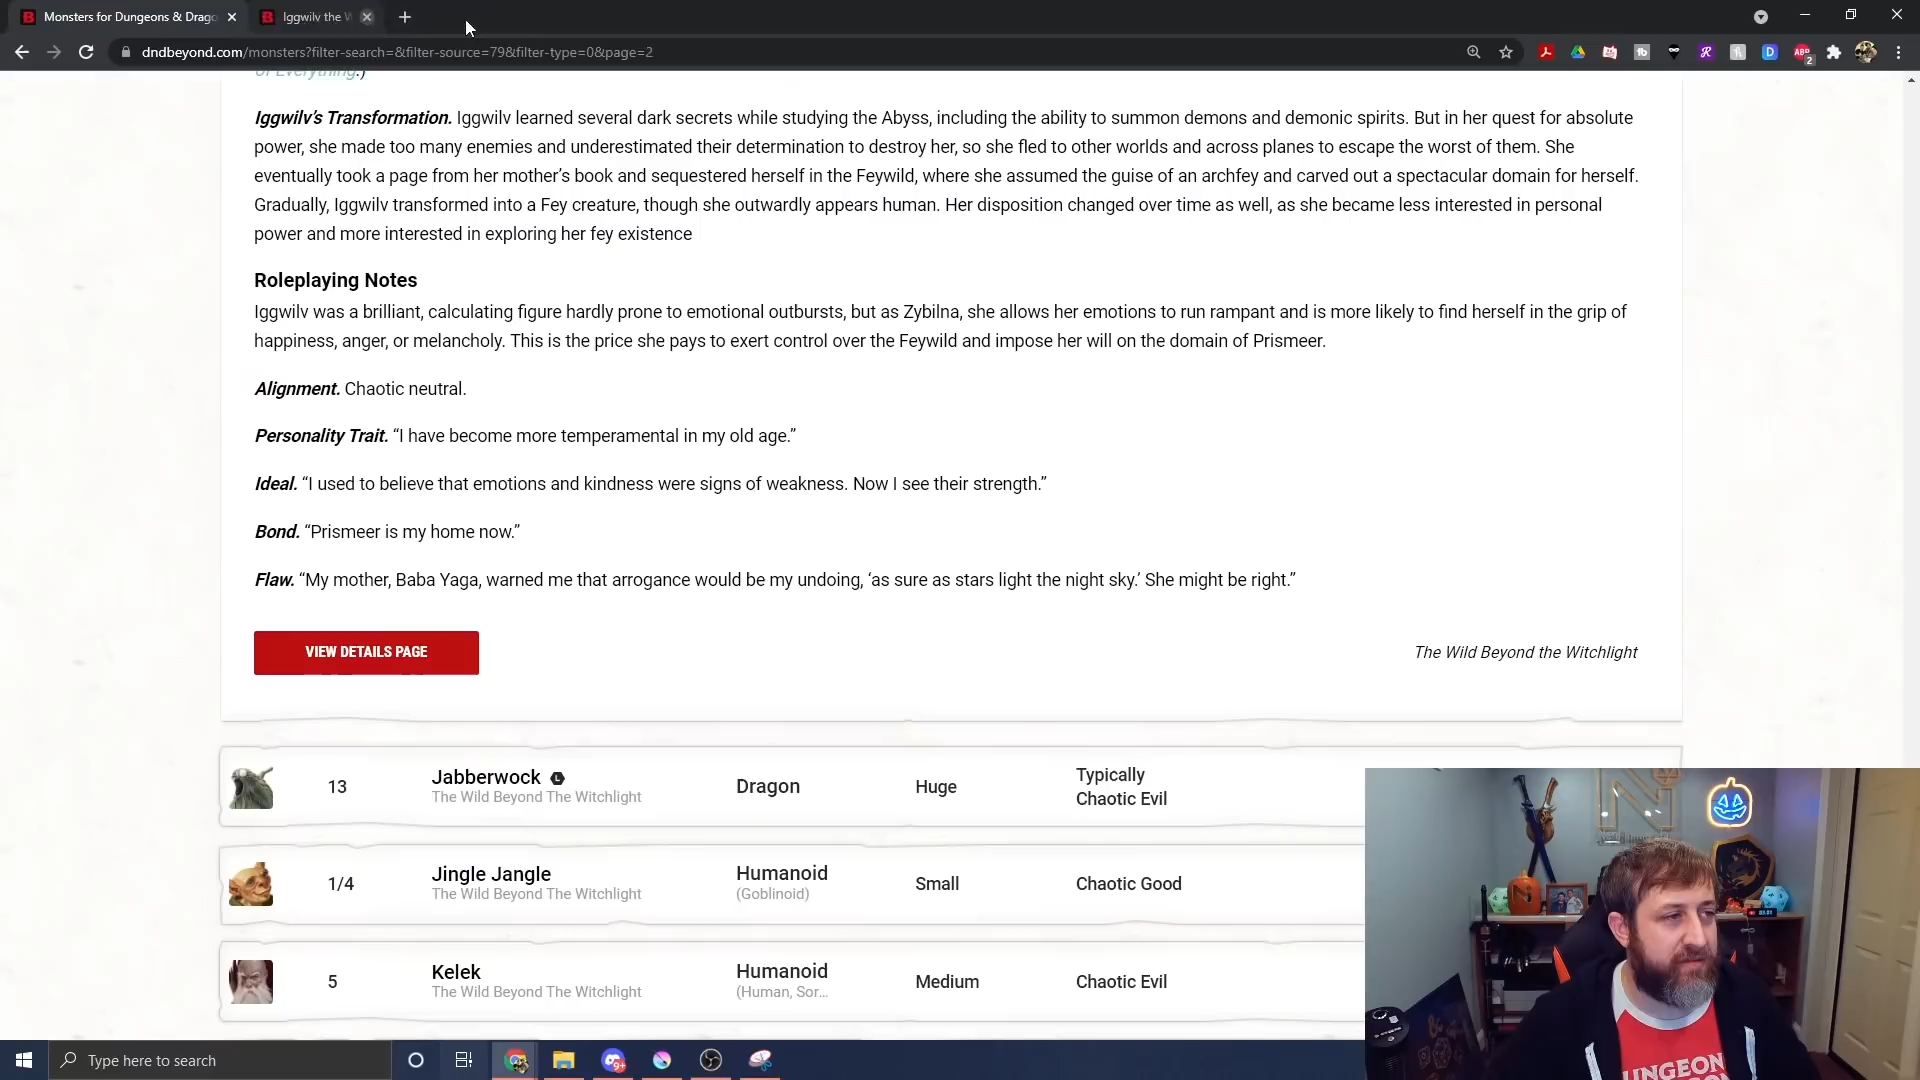 Monsters for Dungeons & Drago
Iggwilv the W
dndbeyond.com/monsters?filter-search=&filter-source=79&filter-type=0&page=2
of Everything.)
Iggwilv’s Transformation. Iggwilv learned several dark secrets while studying the Abyss, including the ability to summon demons and demonic spirits. But in her quest for absolute
power, she made too many enemies and underestimated their determination to destroy her, so she fled to other worlds and across planes to escape the worst of them. She
eventually took a page from her mother’s book and sequestered herself in the Feywild, where she assumed the guise of an archfey and carved out a spectacular domain for herself.
Gradually, Iggwilv transformed into a Fey creature, though she outwardly appears human. Her disposition changed over time as well, as she became less interested in personal
power and more interested in exploring her fey existence
Roleplaying Notes
Iggwilv was a brilliant, calculating figure hardly prone to emotional outbursts, but as Zybilna, she allows her emotions to run rampant and is more likely to find herself in the grip of
happiness, anger, or melancholy. This is the price she pays to exert control over the Feywild and impose her will on the domain of Prismeer.
Alignment. Chaotic neutral.
Personality Trait. “I have become more temperamental in my old age.”
Ideal. “I used to believe that emotions and kindness were signs of weakness. Now I see their strength.”
Bond. “Prismeer is my home now.”
Flaw. “My mother, Baba Yaga, warned me that arrogance would be my undoing, ‘as sure as stars light the night sky.’ She might be right.”
VIEW DETAILS PAGE
The Wild Beyond the Witchlight
13 Jabberwock Dragon Huge Typically
Chaotic Evil
The Wild Beyond The Witchlight
1/4 Jingle Jangle Humanoid Small Chaotic Good
The Wild Beyond The Witchlight (Goblinoid)
5 Kelek Humanoid Medium Chaotic Evil
The Wild Beyond The Witchlight (Human, Sor...
UNGEON
Type here to search